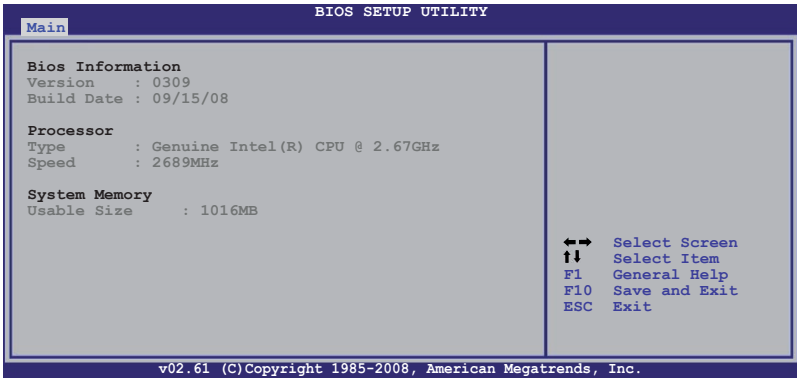 BIOS SETUP UTILITY
Main
Bios Information
Version : 0309
Build Date : 09/15/08
Processor
Type : Genuine Intel(R) CPU @ 2.67GHz
Speed : 2689MHz
System Memory
Usable Size : 1016MB
←→ Select Screen
↑↓ Select Item
F1 General Help
F10 Save and Exit
ESC Exit
v02.61 (C)Copyright 1985-2008, American Megatrends, Inc.